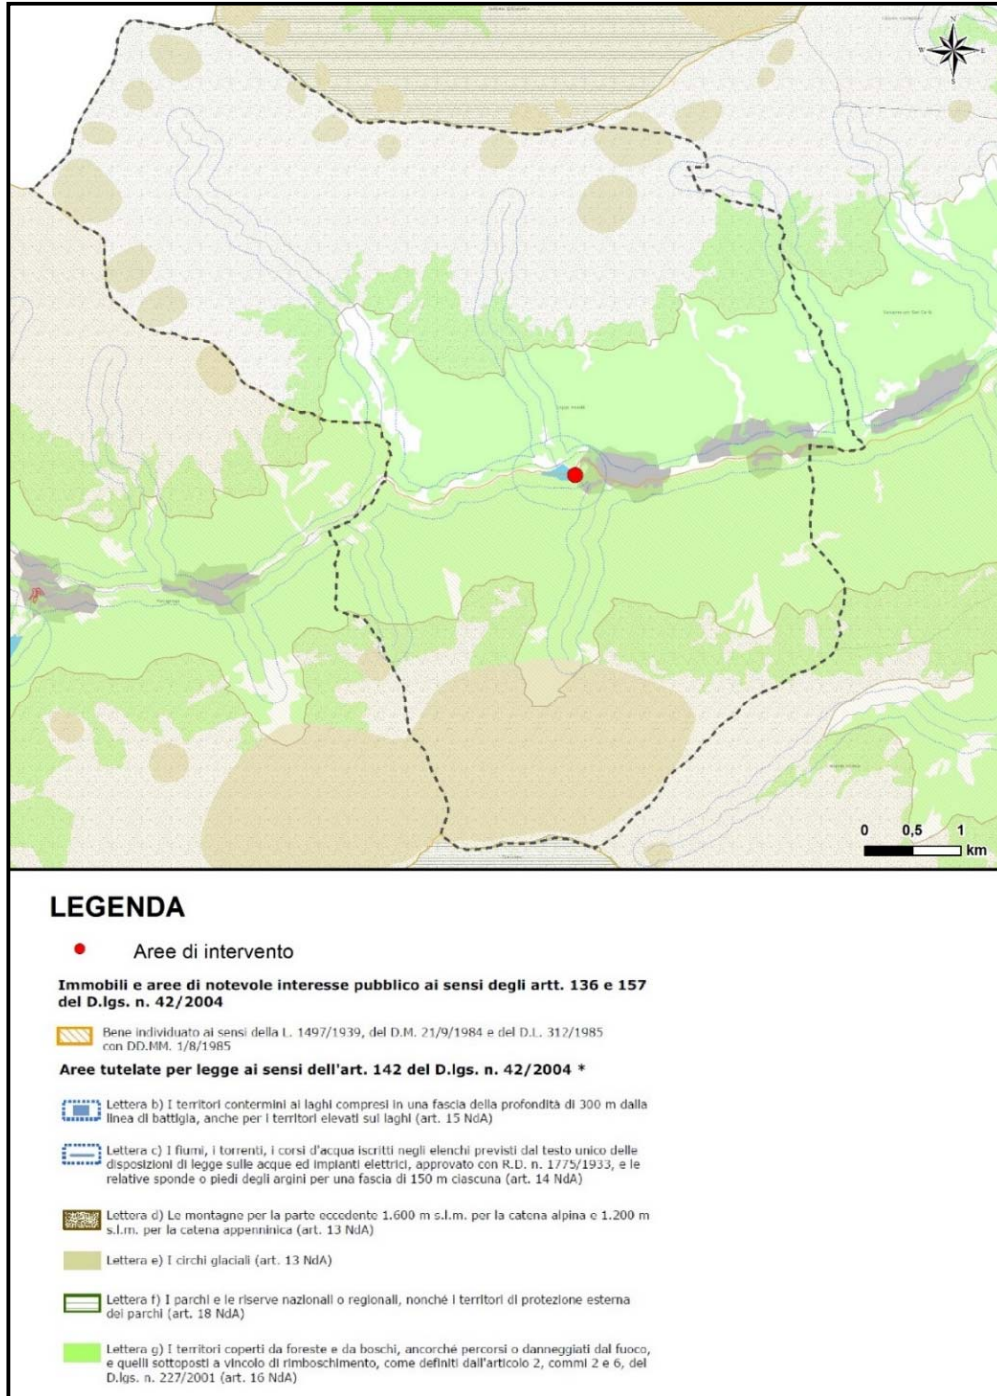 N
W E
S
0 0,5 1
km
LEGENDA
Aree di intervento
Immobili e aree di notevole interesse pubblico ai sensi degli artt. 136 e 157
del D.lgs. n. 42/2004
Bene individuato ai sensi della L. 1497/1939, del D.M. 21/9/1984 e del D.L. 312/1985
con DD.MM. 1/8/1985
Aree tutelate per legge ai sensi dell'art. 142 del D.lgs. n. 42/2004 *
Lettera b) I territori contermini ai laghi compresi in una fascia della profondità di 300 m dalla
linea di battigia, anche per i territori elevati sui laghi (art. 15 NdA)
Lettera c) I fiumi, i torrenti, i corsi d'acqua iscritti negli elenchi previsti dal testo unico delle
disposizioni di legge sulle acque ed impianti elettrici, approvato con R.D. n. 1775/1933, e le
relative sponde o piedi degli argini per una fascia di 150 m ciascuna (art. 14 NdA)
Lettera d) Le montagne per la parte eccedente 1.600 m s.l.m. per la catena alpina e 1.200 m
s.l.m. per la catena appenninica (art. 13 NdA)
Lettera e) I circhi glaciali (art. 13 NdA)
Lettera f) I parchi e le riserve nazionali o regionali, nonché i territori di protezione esterna
dei parchi (art. 18 NdA)
Lettera g) I territori coperti da foreste e da boschi, ancorché percorsi o danneggiati dal fuoco,
e quelli sottoposti a vincolo di rimboschimento, come definiti dall'articolo 2, commi 2 e 6, del
D.lgs. n. 227/2001 (art. 16 NdA)